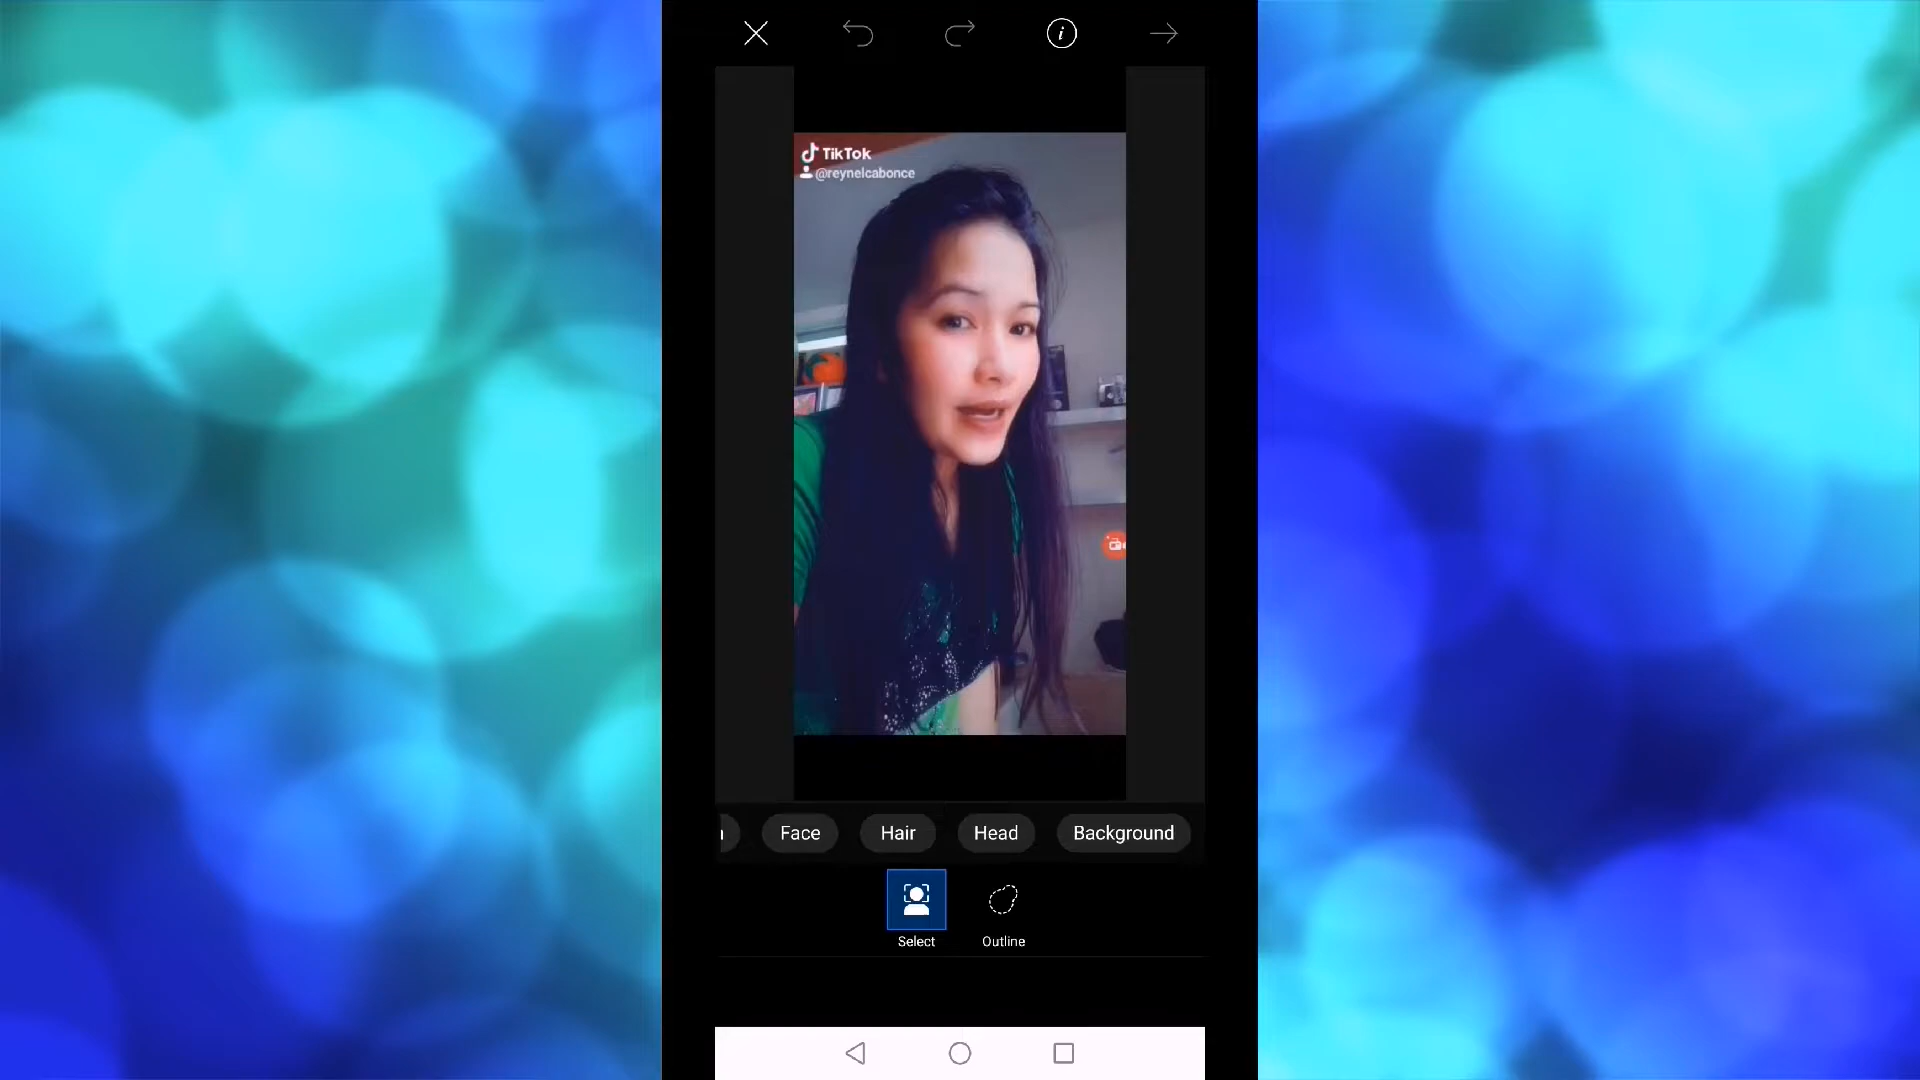 TikTok
@reynelcabonce
Face
Hair
Head
Background
Select
Outline